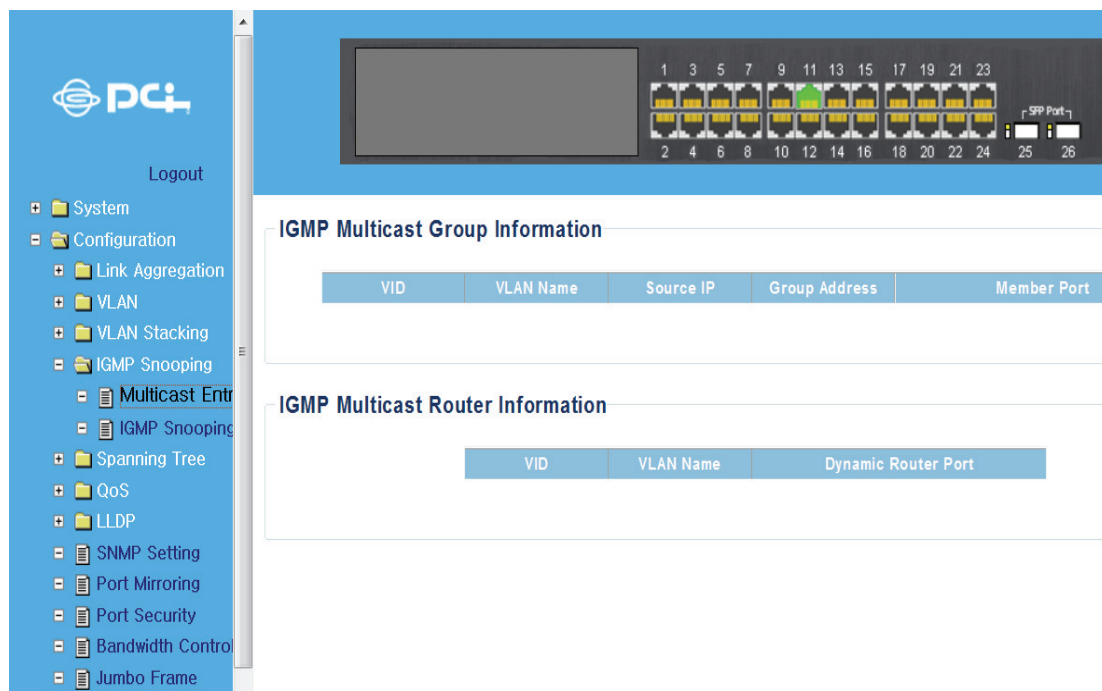 PCi
Logout
System
Configuration
Link Aggregation
VLAN
VLAN Stacking
IGMP Snooping
Multicast Entr
IGMP Snooping
Spanning Tree
QoS
LLDP
SNMP Setting
Port Mirroring
Port Security
Bandwidth Control
Jumbo Frame
1 3 5 7 9 11 13 15 17 19 21 23
SFP Port
2 4 6 8 10 12 14 16 18 20 22 24 25 26
IGMP Multicast Group Information
VID VLAN Name Source IP Group Address Member Port
IGMP Multicast Router Information
VID VLAN Name Dynamic Router Port